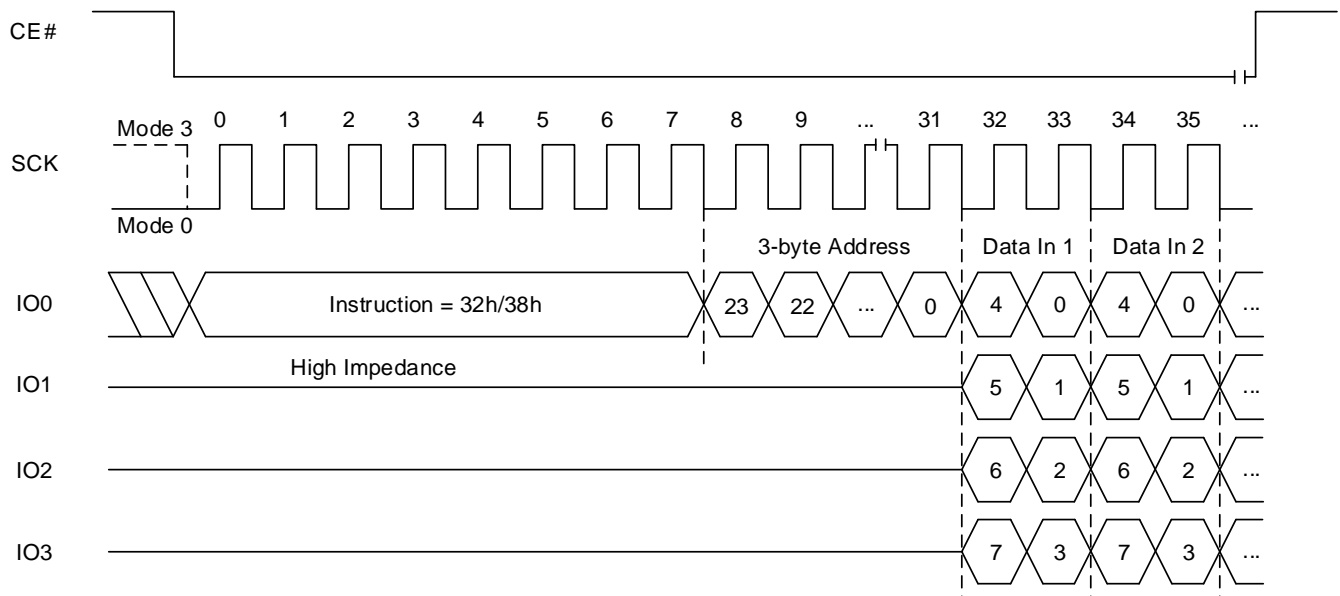 CE#
Mode 3 0 1 2 3 4 5 6 7 8 9 ... 31 32 33 34 35 ...
SCK
Mode 0
3-byte Address Data In 1 Data In 2
IO0 Instruction = 32h/38h 23 22 ... 0 4 0 4 0 ...
High Impedance
IO1 5 1 5 1 ...
IO2 6 2 6 2 ...
IO3 7 3 7 3 ...